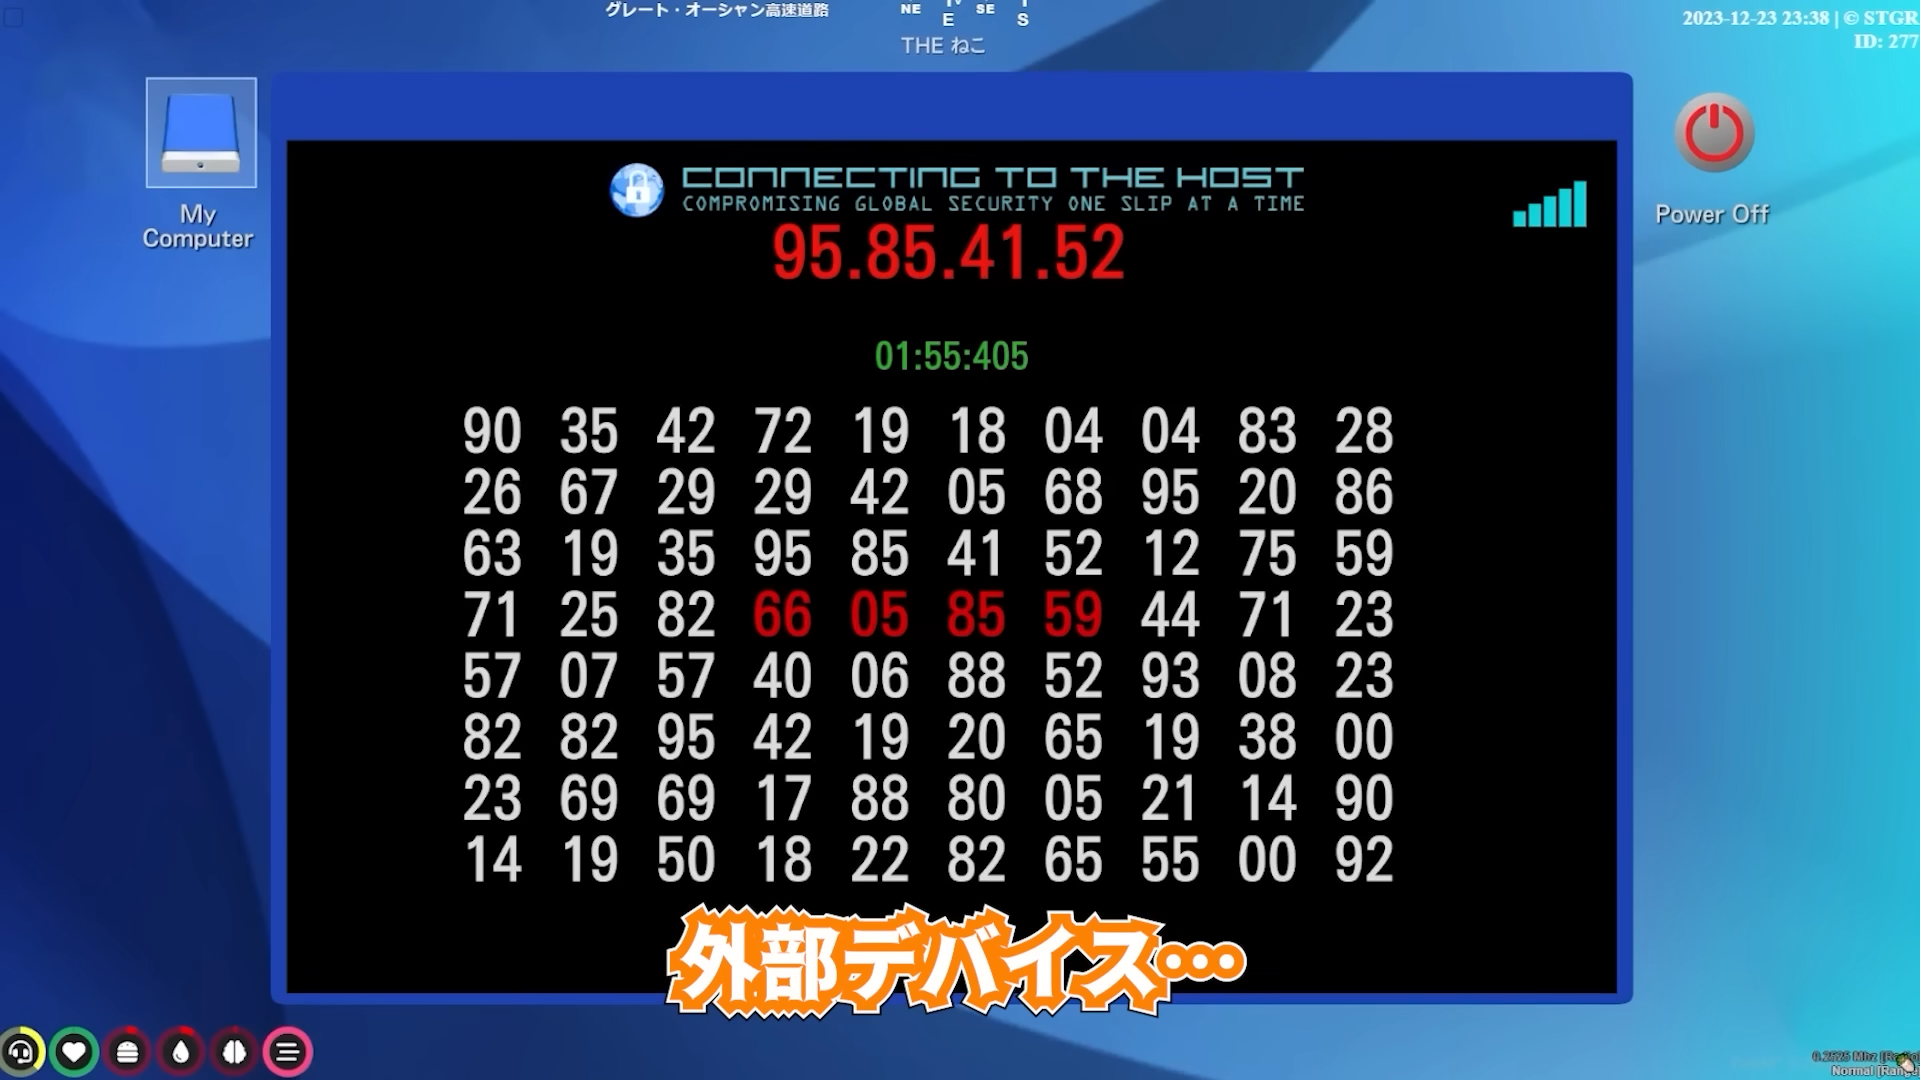 グレート・オーシャン高速道路
NE
E
SE
S
THE ねこ
2023-12-23 23:38 | © STGR
ID: 277
My
Computer
Power Off
CONNECTING TO THE HOST
COMPROMISING GLOBAL SECURITY ONE SLIP AT A TIME
95.85.41.52
01:55:405
90 35 42 72 19 18 04 04 83 28
26 67 29 29 42 05 68 95 20 86
63 19 35 95 85 41 52 12 75 59
71 25 82 66 05 85 59 44 71 23
57 07 57 40 06 88 52 93 08 23
82 82 95 42 19 20 65 19 38 00
23 69 69 17 88 80 05 21 14 90
14 19 50 18 22 82 65 55 00 92
外部デバイス…
Mhz
Normal